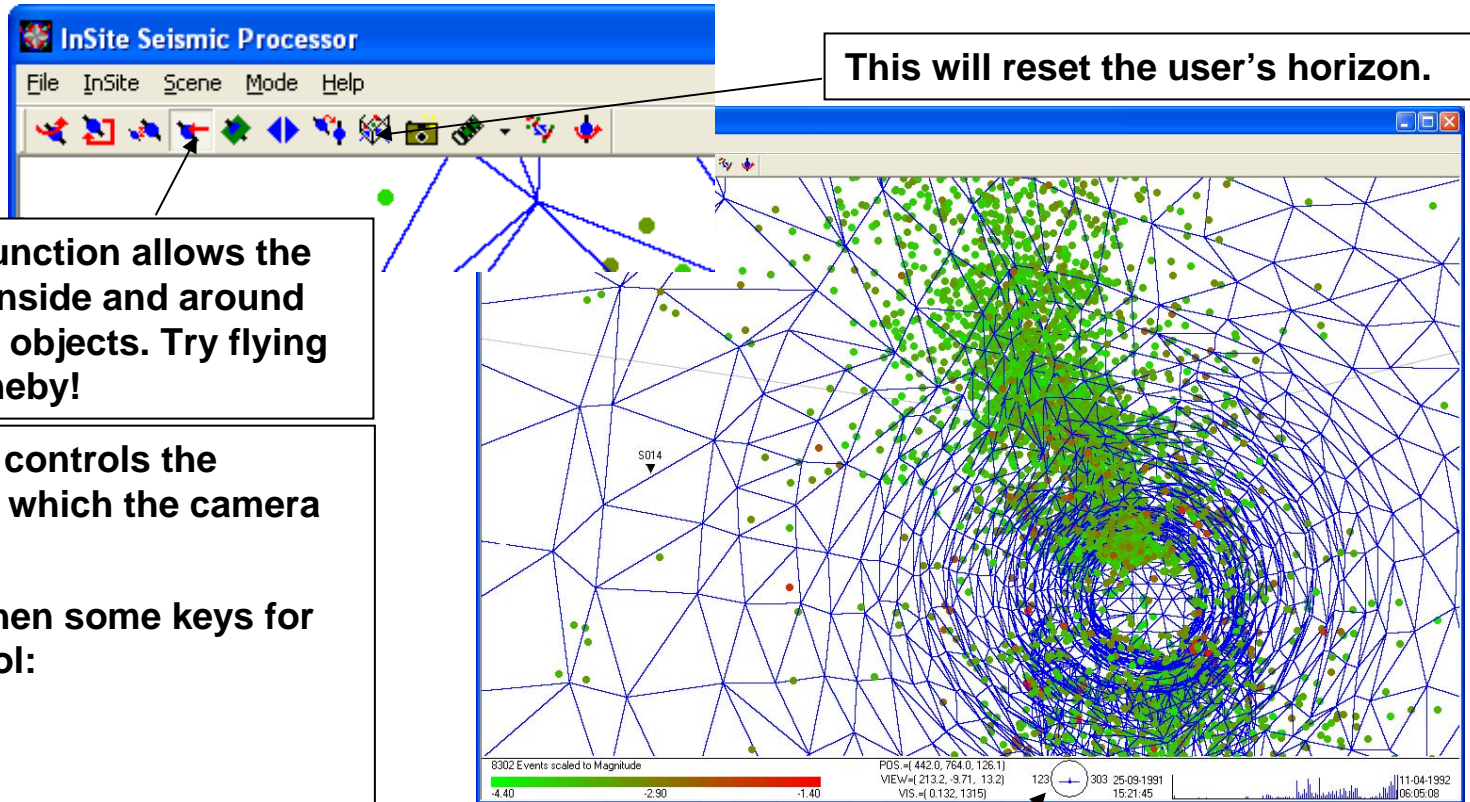 InSite Seismic Processor
File InSite Scene Mode Help
This will reset the user’s horizon.
unction allows the
nside and around
objects. Try flying
neby!
controls the
which the camera
hen some keys for
ol:
S014
8302 Events scaled to Magnitude
-4.40 -2.90 -1.40
POS.=( 442.0, 764.0, 126.1)
VIEW=( 213.2, -9.71, 13.2)
VIS.=( 0.132, 1315)
123 303
25-09-1991
15:21:45
11-04-1992
06:05:08